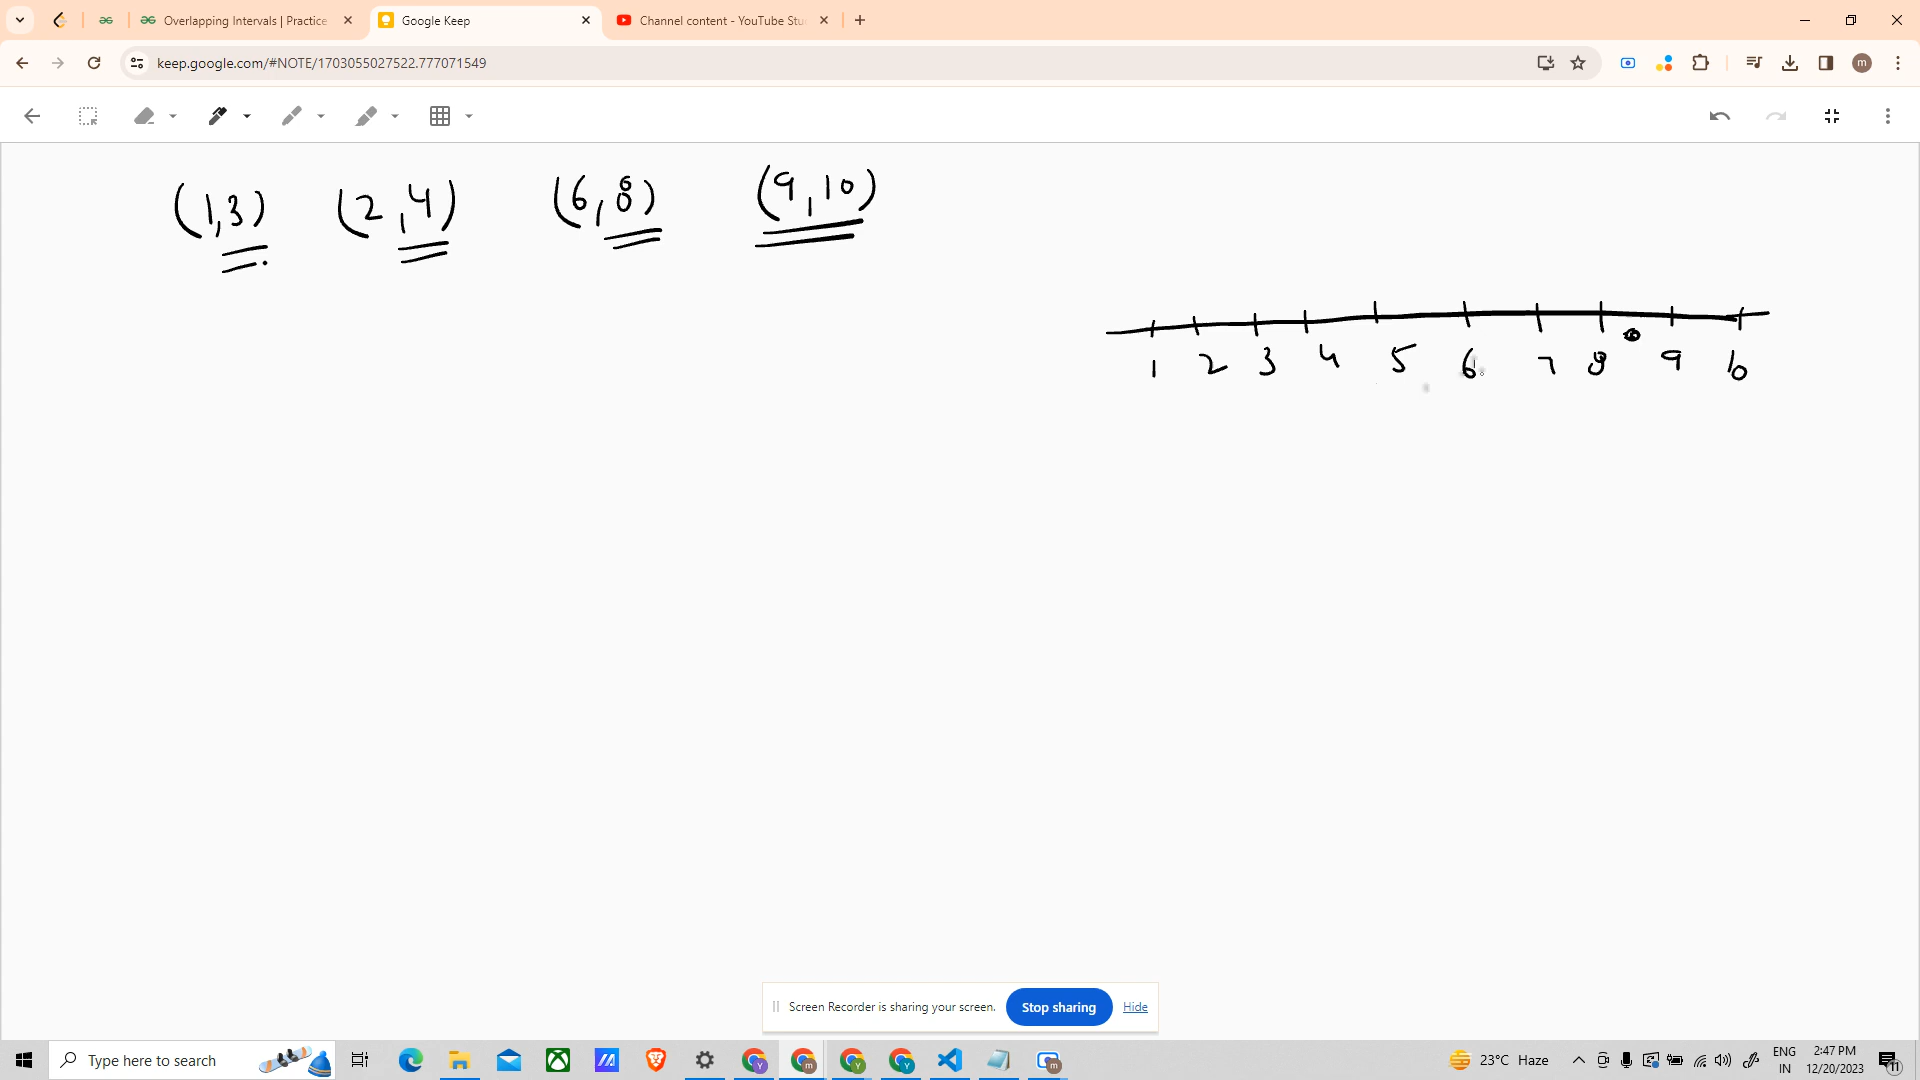 Overlapping Intervals | Practice
Google Keep
Channel content - YouTube Stu
keep.google.com/#NOTE/1703055027522.777071549
m
(1,3) (2,4) (6,8) (9,10)
1 2 3 4 5 6 7 8 9 10
Screen Recorder is sharing your screen. Stop sharing Hide
Type here to search
23°C Haze
ENG
IN
2:47 PM
12/20/2023